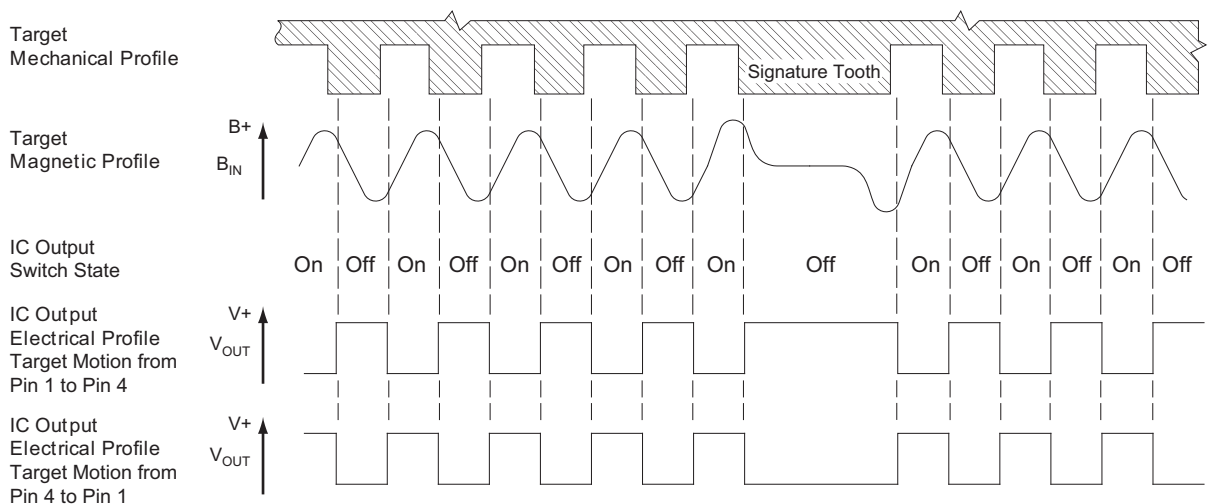 Target
Mechanical Profile
Signature Tooth
Target
Magnetic Profile
B+
BIN
IC Output
Switch State
On Off On Off On Off On Off On Off On Off On Off On Off
IC Output
Electrical Profile
Target Motion from
Pin 1 to Pin 4
V+
VOUT
IC Output
Electrical Profile
Target Motion from
Pin 4 to Pin 1
V+
VOUT